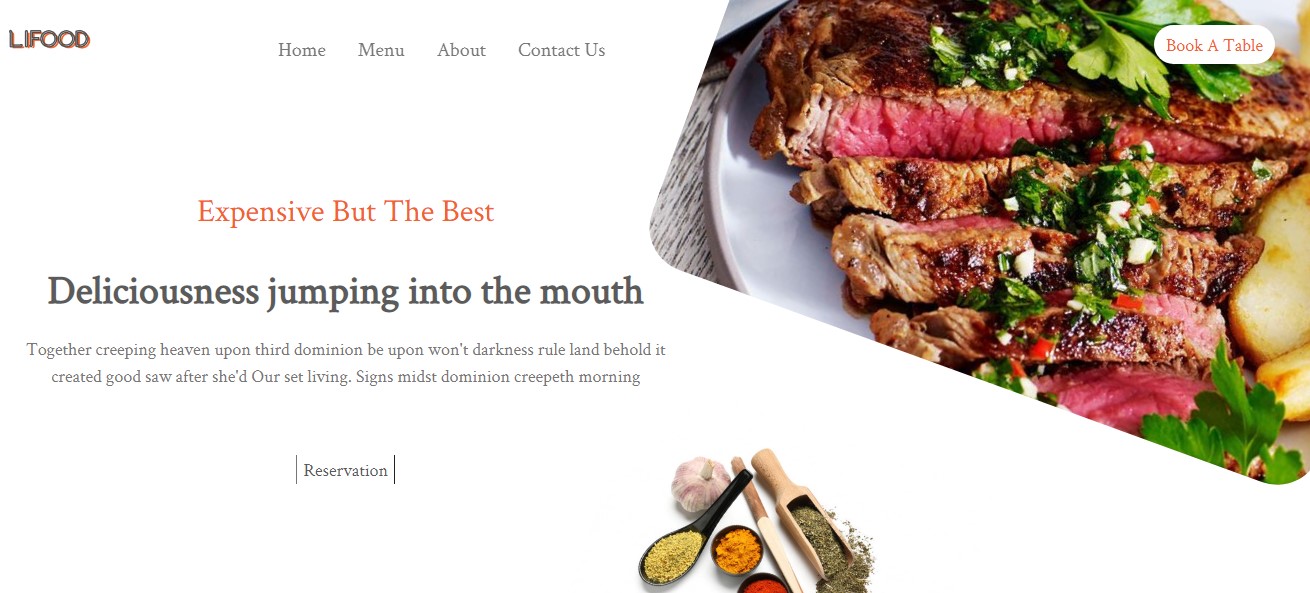 LIFOOD
Home Menu About Contact Us
Book A Table
Expensive But The Best
Deliciousness jumping into the mouth
Together creeping heaven upon third dominion be upon won't darkness rule land behold it
created good saw after she'd Our set living. Signs midst dominion creepeth morning
Reservation